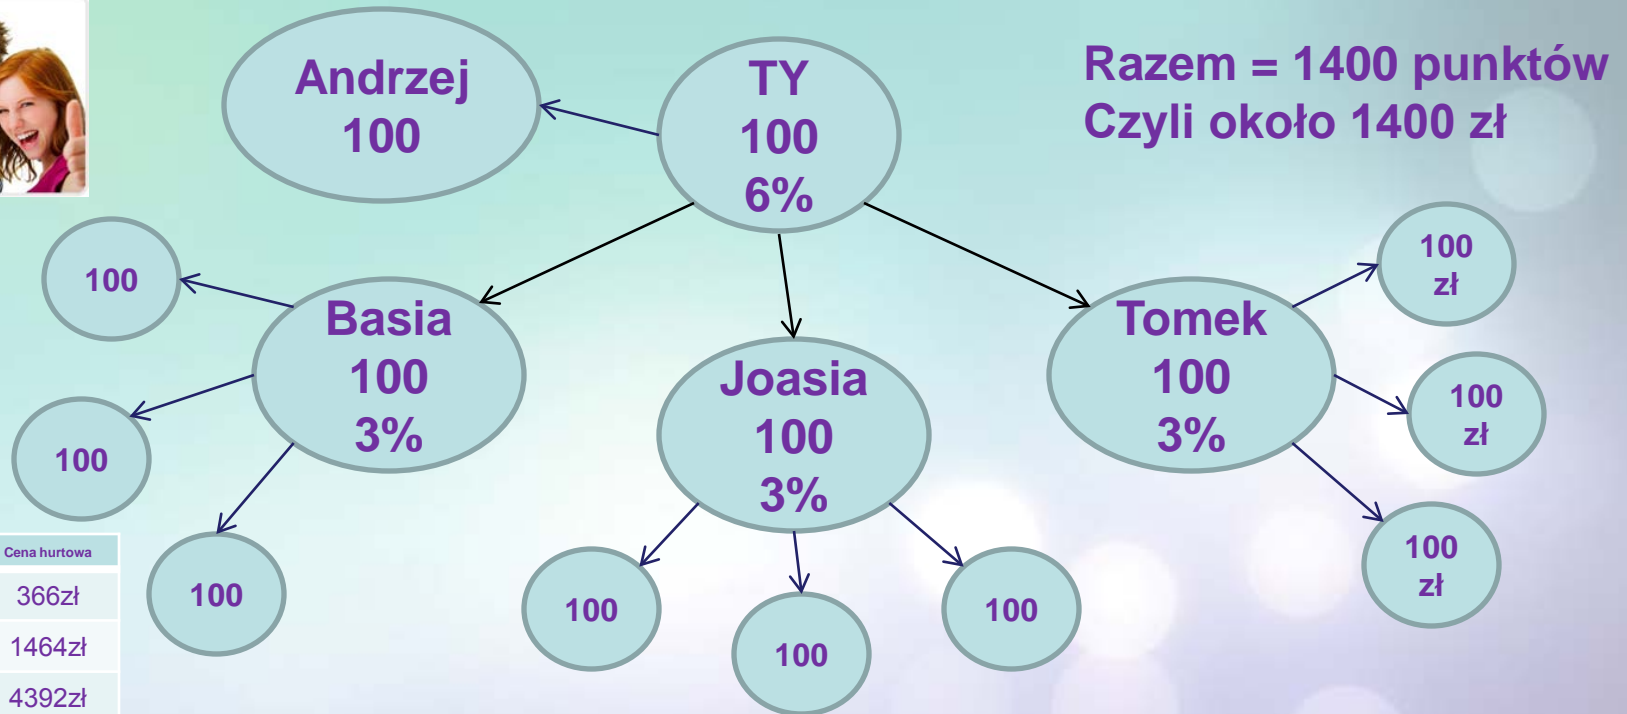 Andrzej
100
TY
100
6%
Razem = 1400 punktów
Czyli około 1400 zł
100
100
100
Basia
100
3%
Joasia
100
3%
100
100
100
Tomek
100
3%
100
zł
100
zł
100
zł
Cena hurtowa
366zł
1464zł
4392zł